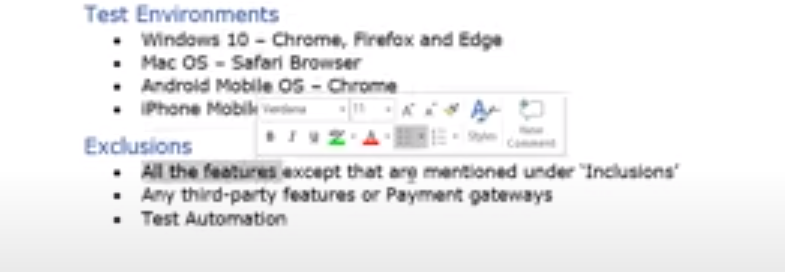 Test Environments
• Windows 10 – Chrome, Firefox and Edge
• Mac OS – Safari Browser
• Android Mobile OS – Chrome
• iPhone Mobile
Verdana 11
B I U Styles New Comment
Exclusions
• All the features except that are mentioned under 'Inclusions'
• Any third-party features or Payment gateways
• Test Automation